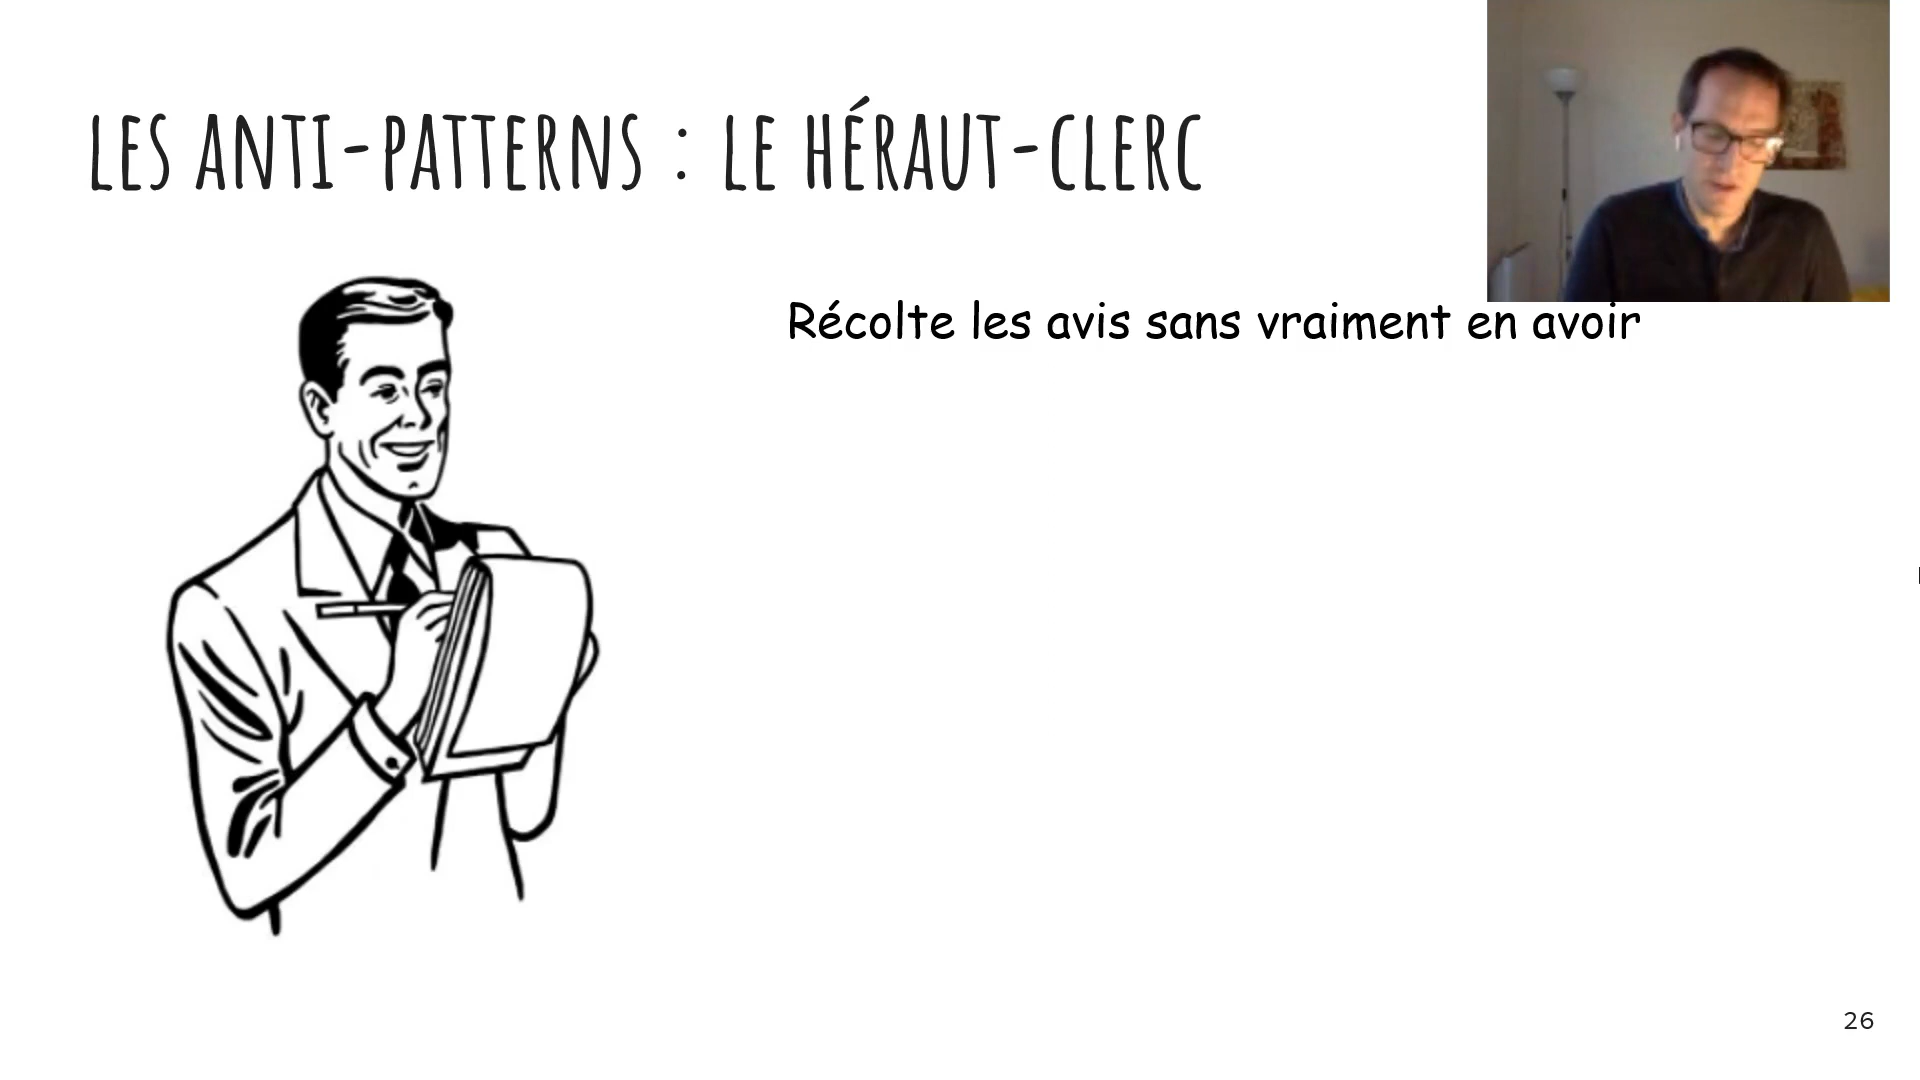 LES ANTI-PATTERNS : LE HÉRAUT-CLERC
Récolte les avis sans vraiment en avoir
26